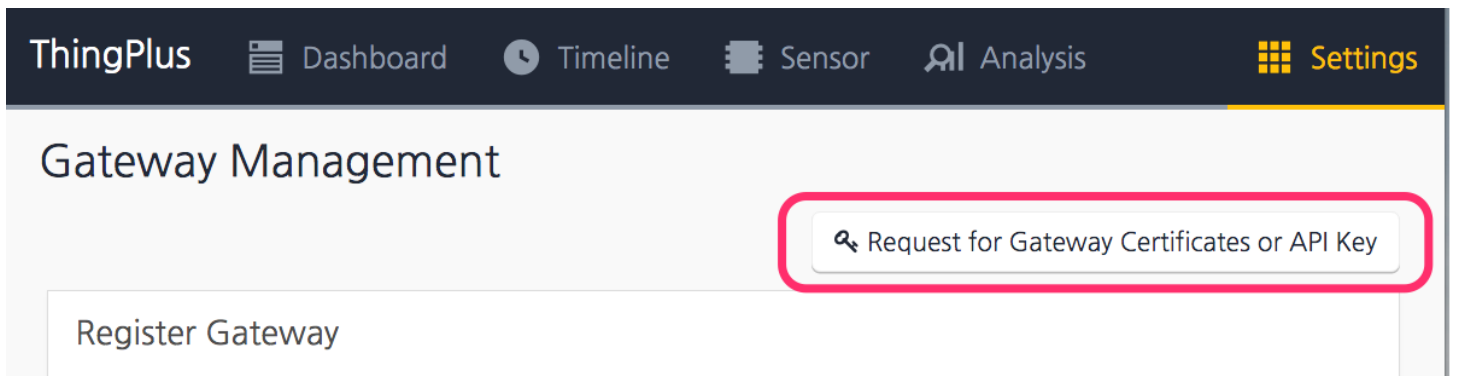 ThingPlus Dashboard Timeline Sensor Analysis Settings
Gateway Management
Request for Gateway Certificates or API Key
Register Gateway